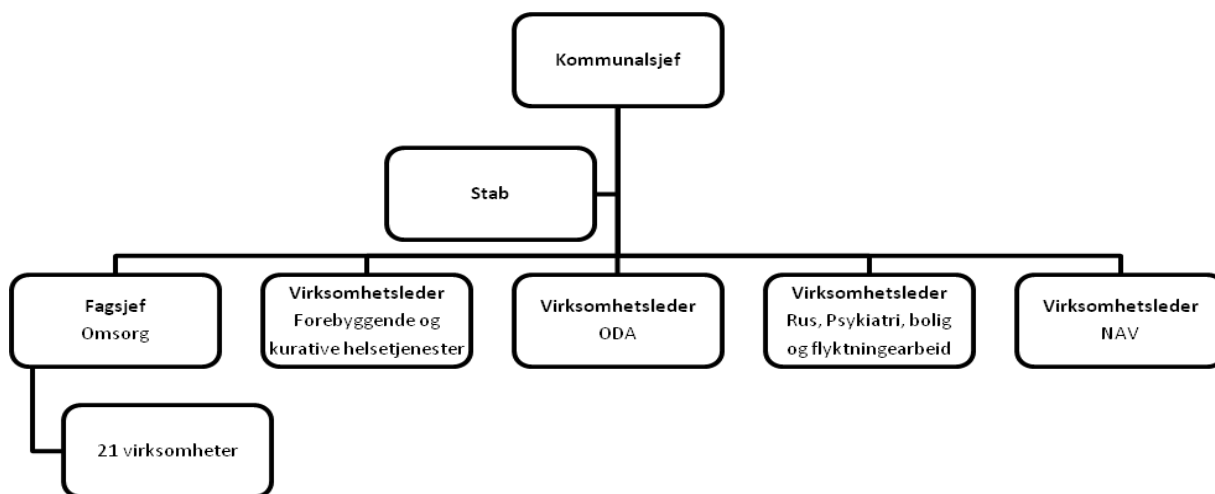 Kommunalsjef
Stab
Fagsjef
Omsorg
Virksomhetsleder
Forebyggende og
kurative helsetjenester
Virksomhetsleder
ODA
Virksomhetsleder
Rus, Psykiatri, bolig
og flyktningearbeid
Virksomhetsleder
NAV
21 virksomheter